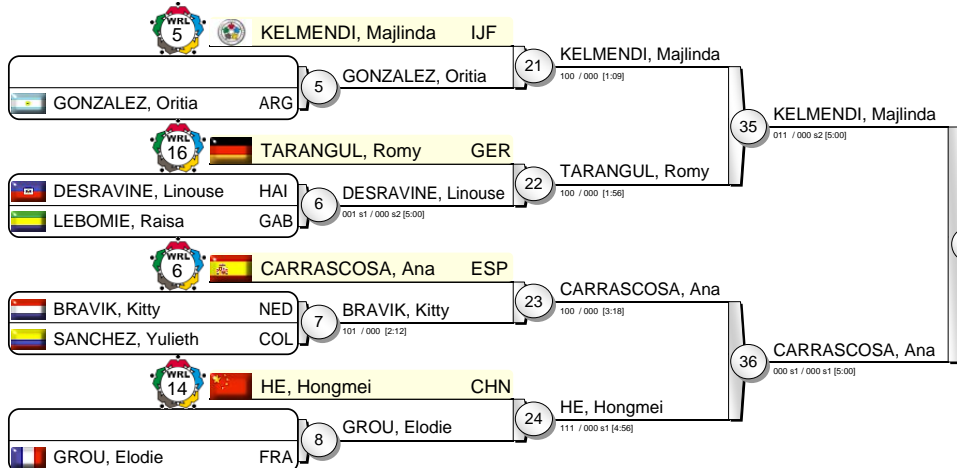 WRL
5
KELMENDI, Majlinda IJF
21
KELMENDI, Majlinda
100 / 000 [1:09]
5
GONZALEZ, Oritia
GONZALEZ, Oritia ARG
35
KELMENDI, Majlinda
011 / 000 s2 [5:00]
WRL
16
TARANGUL, Romy GER
22
TARANGUL, Romy
100 / 000 [1:56]
DESRAVINE, Linouse HAI
6
DESRAVINE, Linouse
001 s1 / 000 s2 [5:00]
LEBOMIE, Raisa GAB
WRL
6
CARRASCOSA, Ana ESP
23
CARRASCOSA, Ana
100 / 000 [3:18]
BRAVIK, Kitty NED
7
BRAVIK, Kitty
101 / 000 [2:12]
SANCHEZ, Yulieth COL
36
CARRASCOSA, Ana
000 s1 / 000 s1 [5:00]
WRL
14
HE, Hongmei CHN
24
HE, Hongmei
111 / 000 s1 [4:56]
8
GROU, Elodie
GROU, Elodie FRA